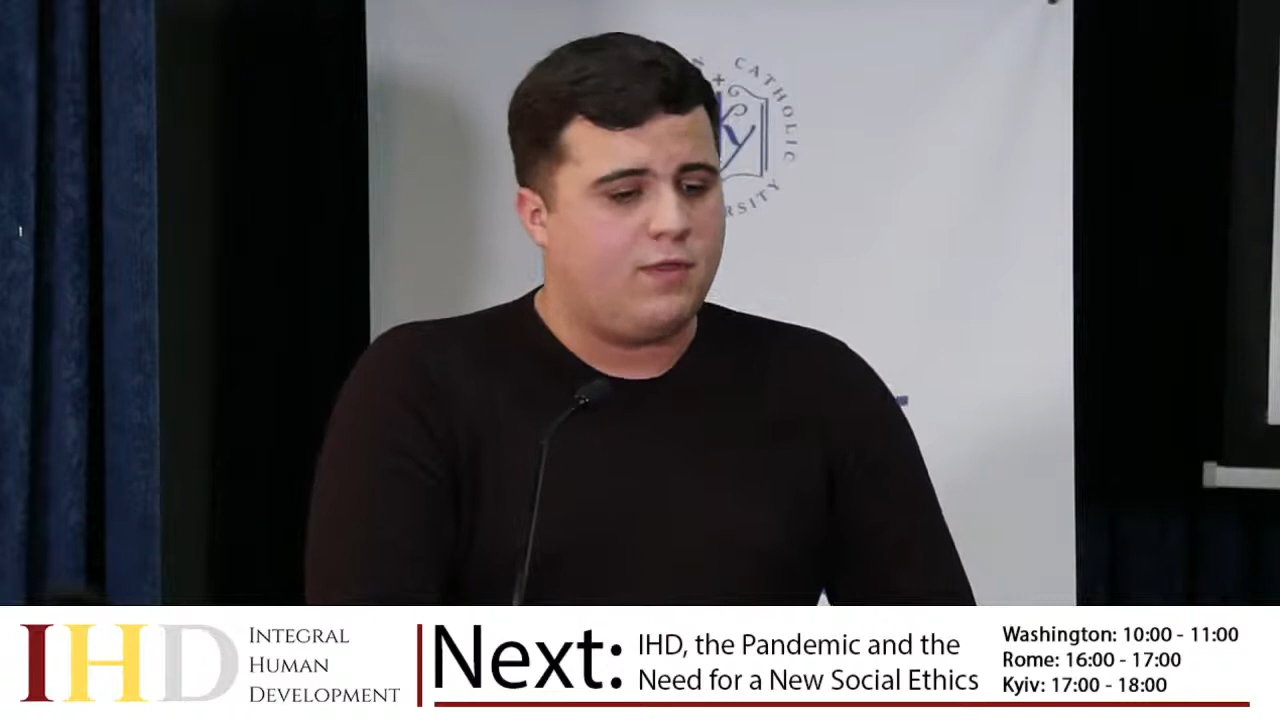 CATHOLIC
IHD
INTEGRAL
HUMAN
DEVELOPMENT
Next:
IHD, the Pandemic and the
Need for a New Social Ethics
Washington: 10:00 - 11:00
Rome: 16:00 - 17:00
Kyiv: 17:00 - 18:00